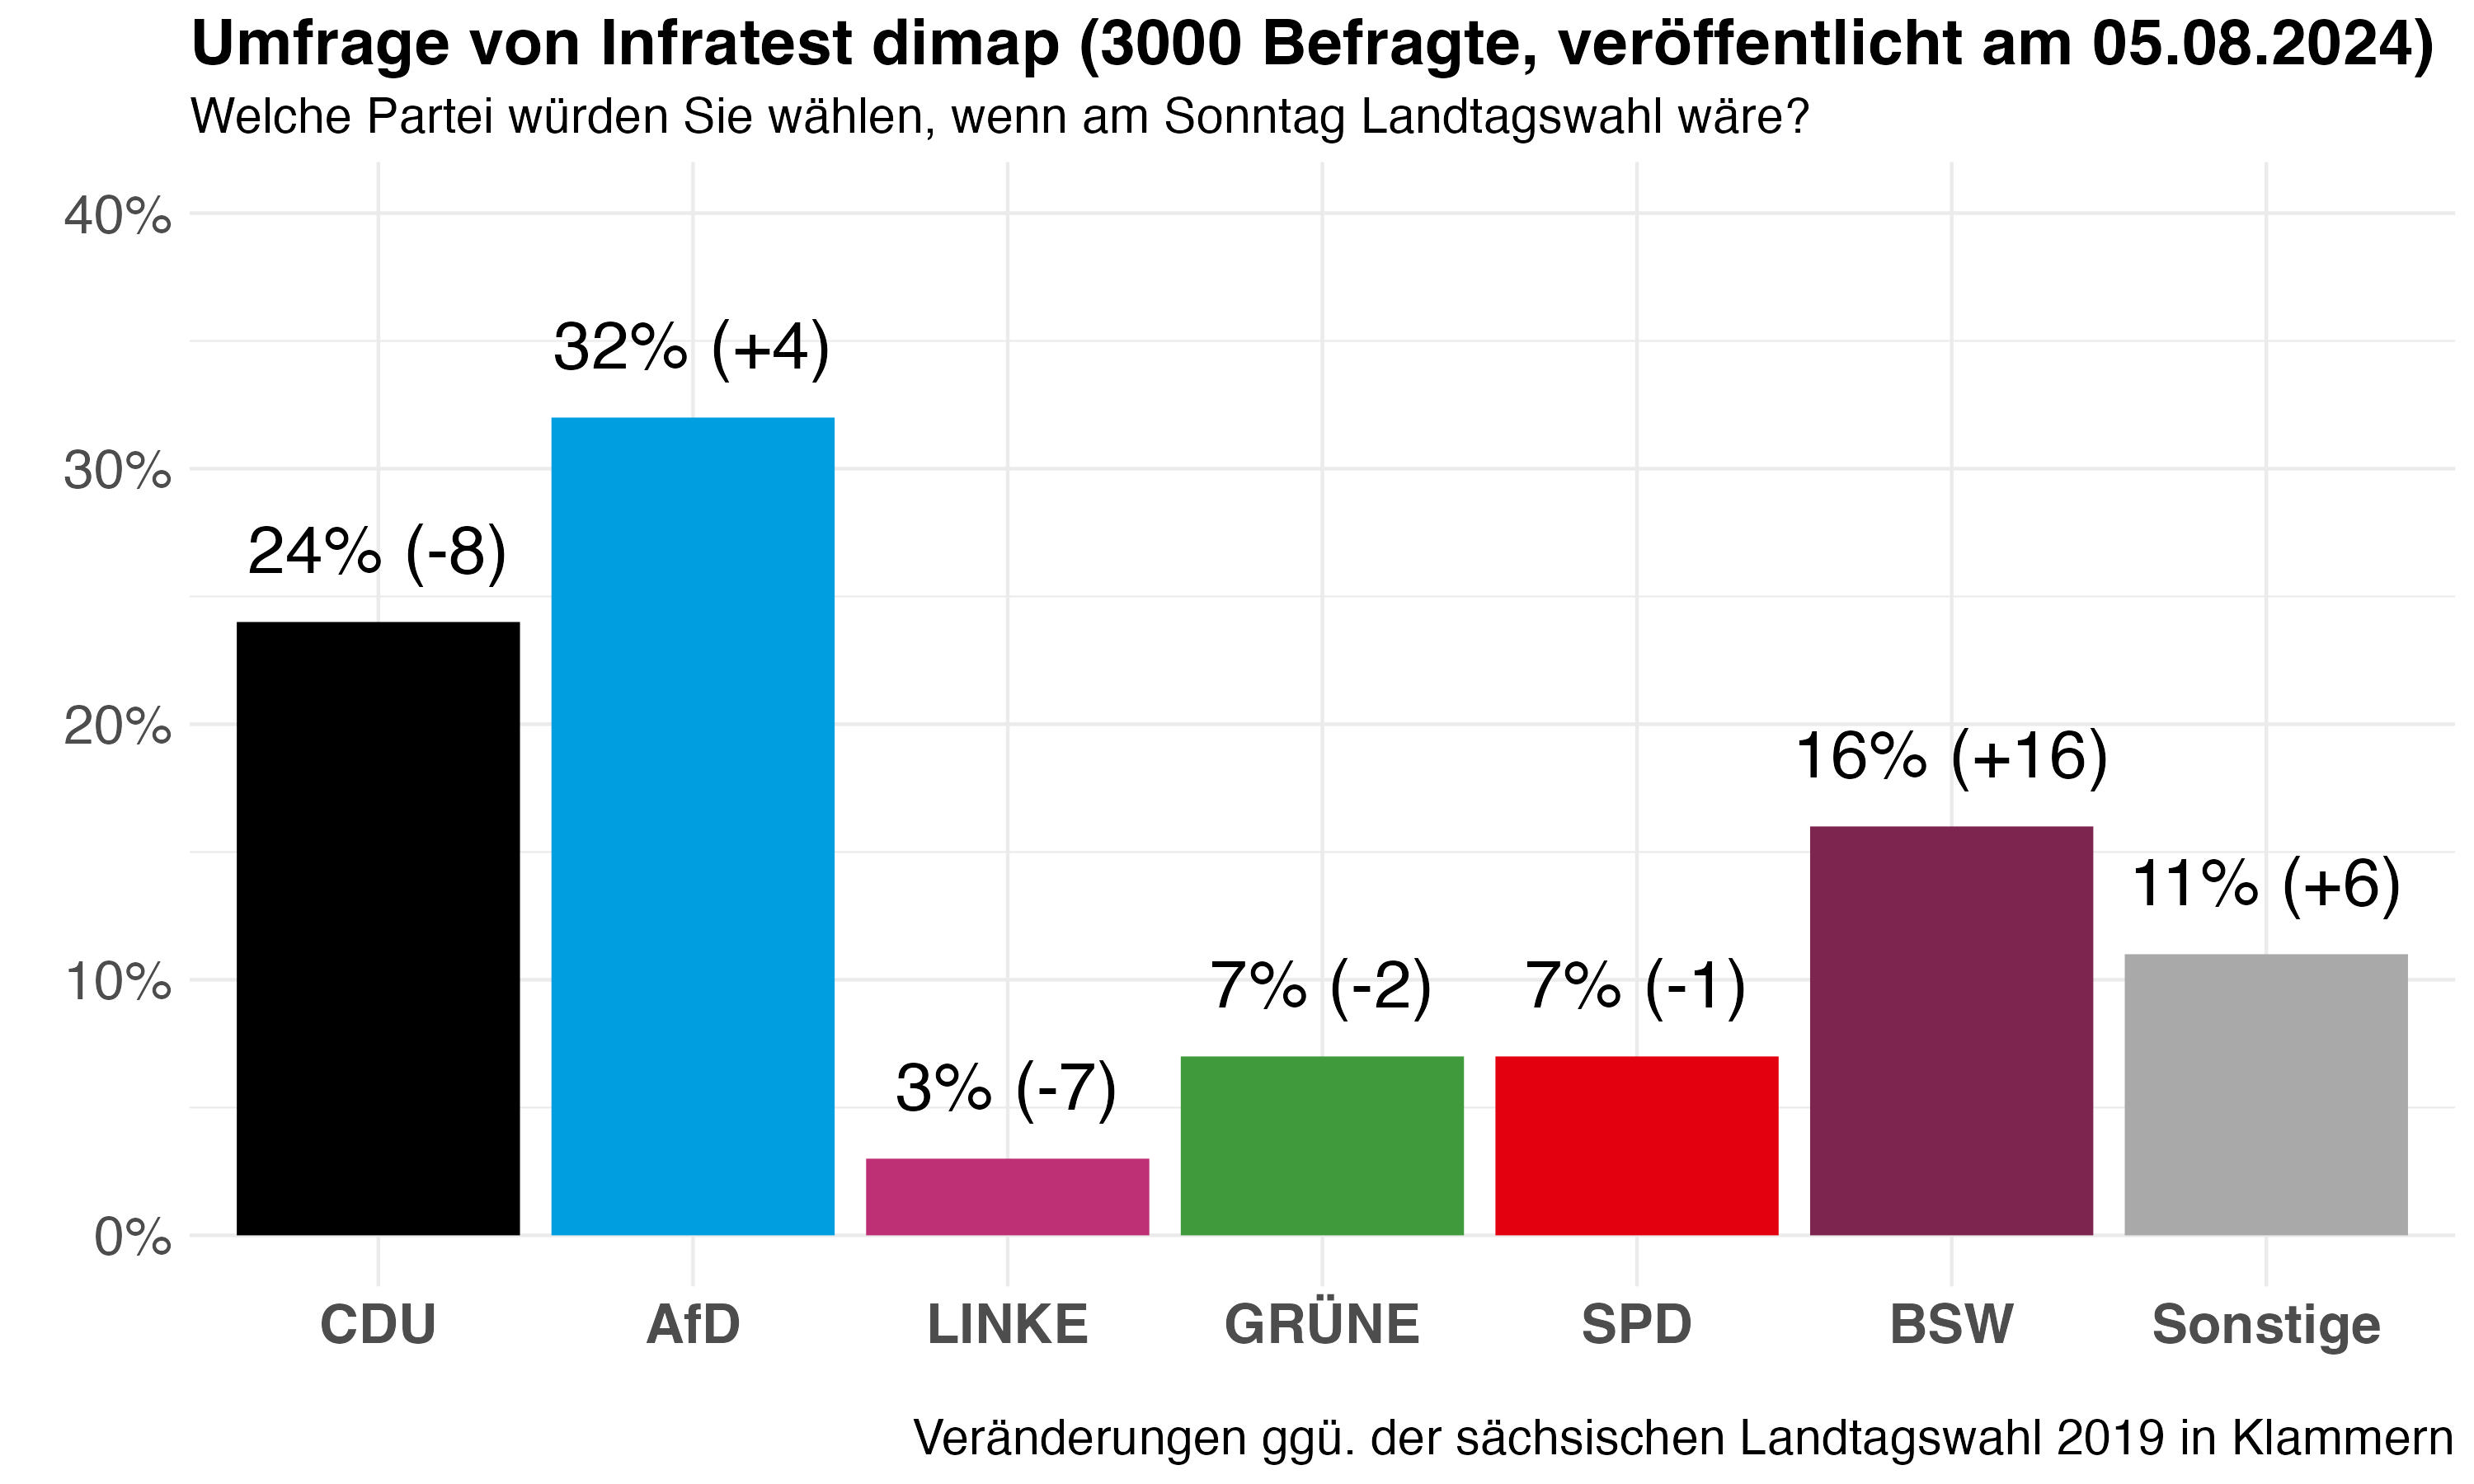 Umfrage von Infratest dimap (3000 Befragte, veröffentlicht am 05.08.2024)
Welche Partei würden Sie wählen, wenn am Sonntag Landtagswahl wäre?
40%
30%
20%
10%
0%
24% (-8)
32% (+4)
3% (-7)
7% (-2)
7% (-1)
16% (+16)
11% (+6)
CDU
AfD
LINKE
GRÜNE
SPD
BSW
Sonstige
Veränderungen ggü. der sächsischen Landtagswahl 2019 in Klammern